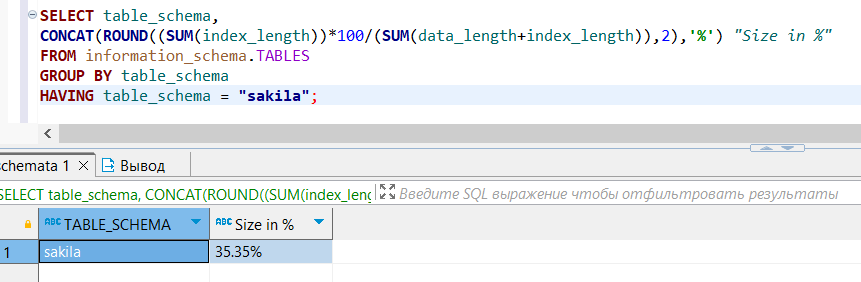 SELECT table_schema,
CONCAT(ROUND((SUM(index_length))*100/(SUM(data_length+index_length)),2),'%') "Size in %"
FROM information_schema.TABLES
GROUP BY table_schema
HAVING table_schema = "sakila";
schemata 1 Вывод
SELECT table_schema, CONCAT(ROUND((SUM(index_leng Введите SQL выражение чтобы отфильтровать результаты
ABC TABLE_SCHEMA ABC Size in %
1 sakila 35.35%